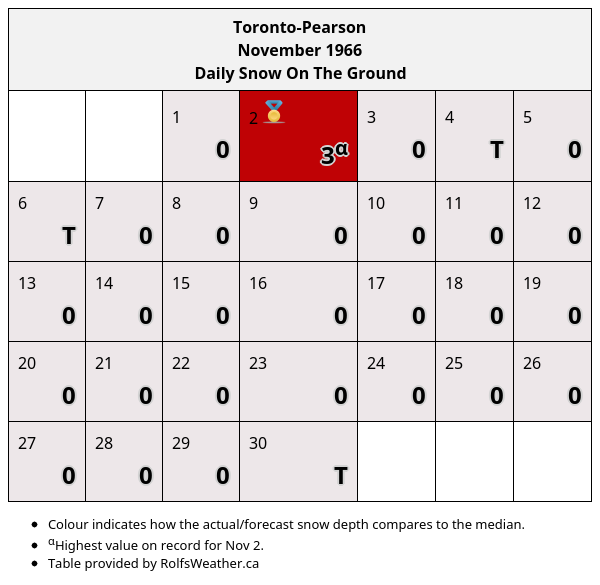 Toronto-Pearson
November 1966
Daily Snow On The Ground
1 2 3 4 5
0 3α 0 T 0
6 7 8 9 10 11 12
T 0 0 0 0 0 0
13 14 15 16 17 18 19
0 0 0 0 0 0 0
20 21 22 23 24 25 26
0 0 0 0 0 0 0
27 28 29 30
0 0 0 T
Colour indicates how the actual/forecast snow depth compares to the median.
αHighest value on record for Nov 2.
Table provided by RolfsWeather.ca